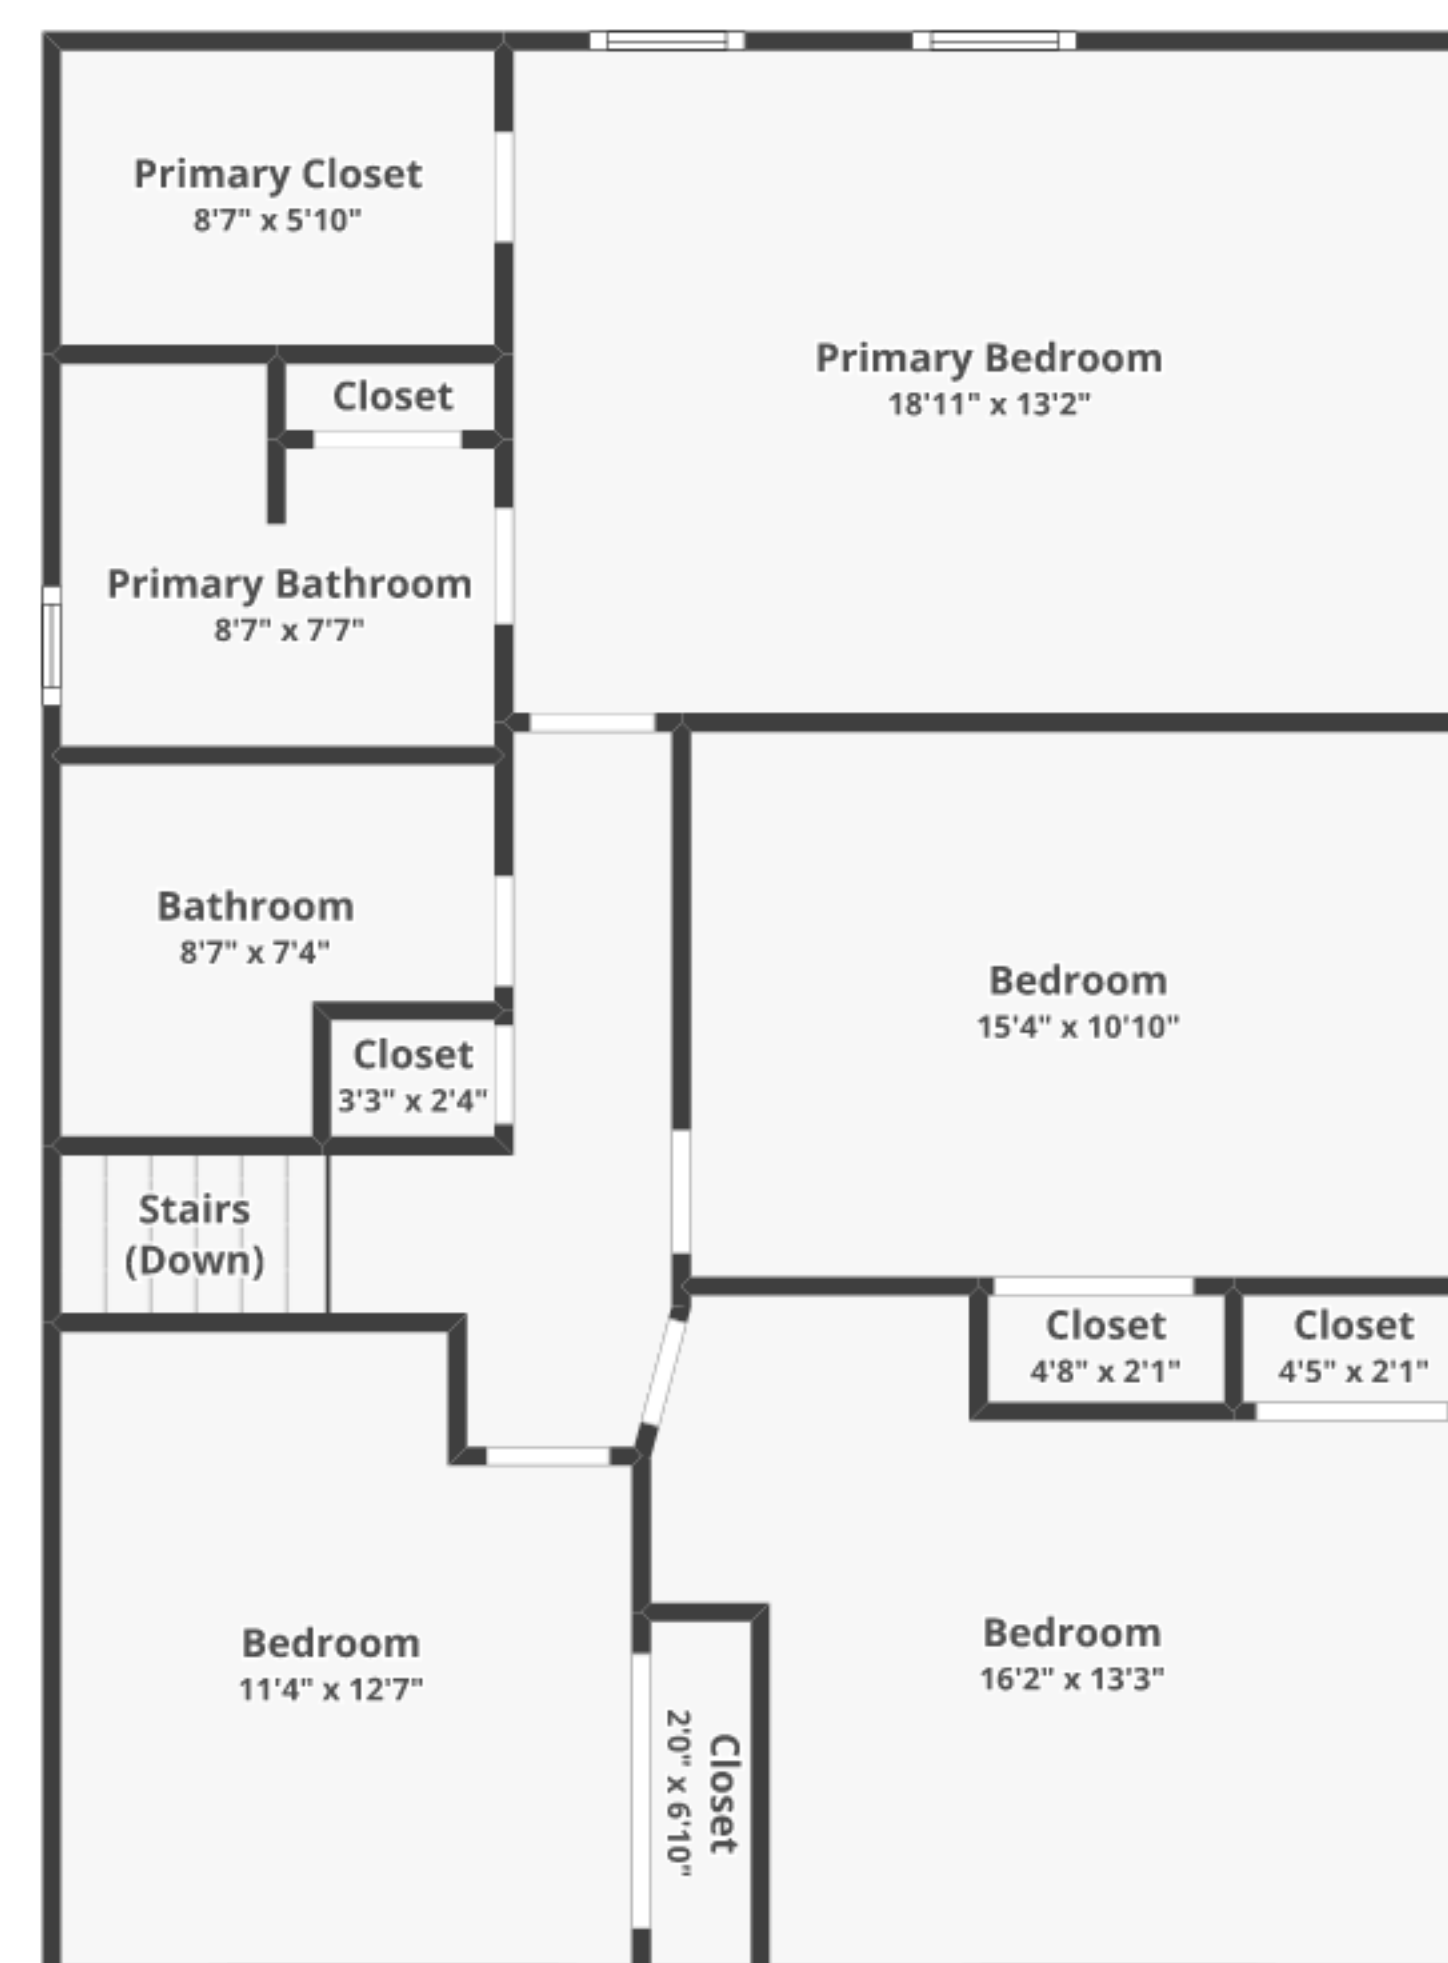 Primary Closet
8'7" x 5'10"
Closet
Primary Bedroom
18'11" x 13'2"
Primary Bathroom
8'7" x 7'7"
Bathroom
8'7" x 7'4"
Bedroom
15'4" x 10'10"
Closet
3'3" x 2'4"
Stairs
(Down)
Closet
4'8" x 2'1"
Closet
4'5" x 2'1"
Bedroom
11'4" x 12'7"
Bedroom
16'2" x 13'3"
Closet
2'0" x 6'10"